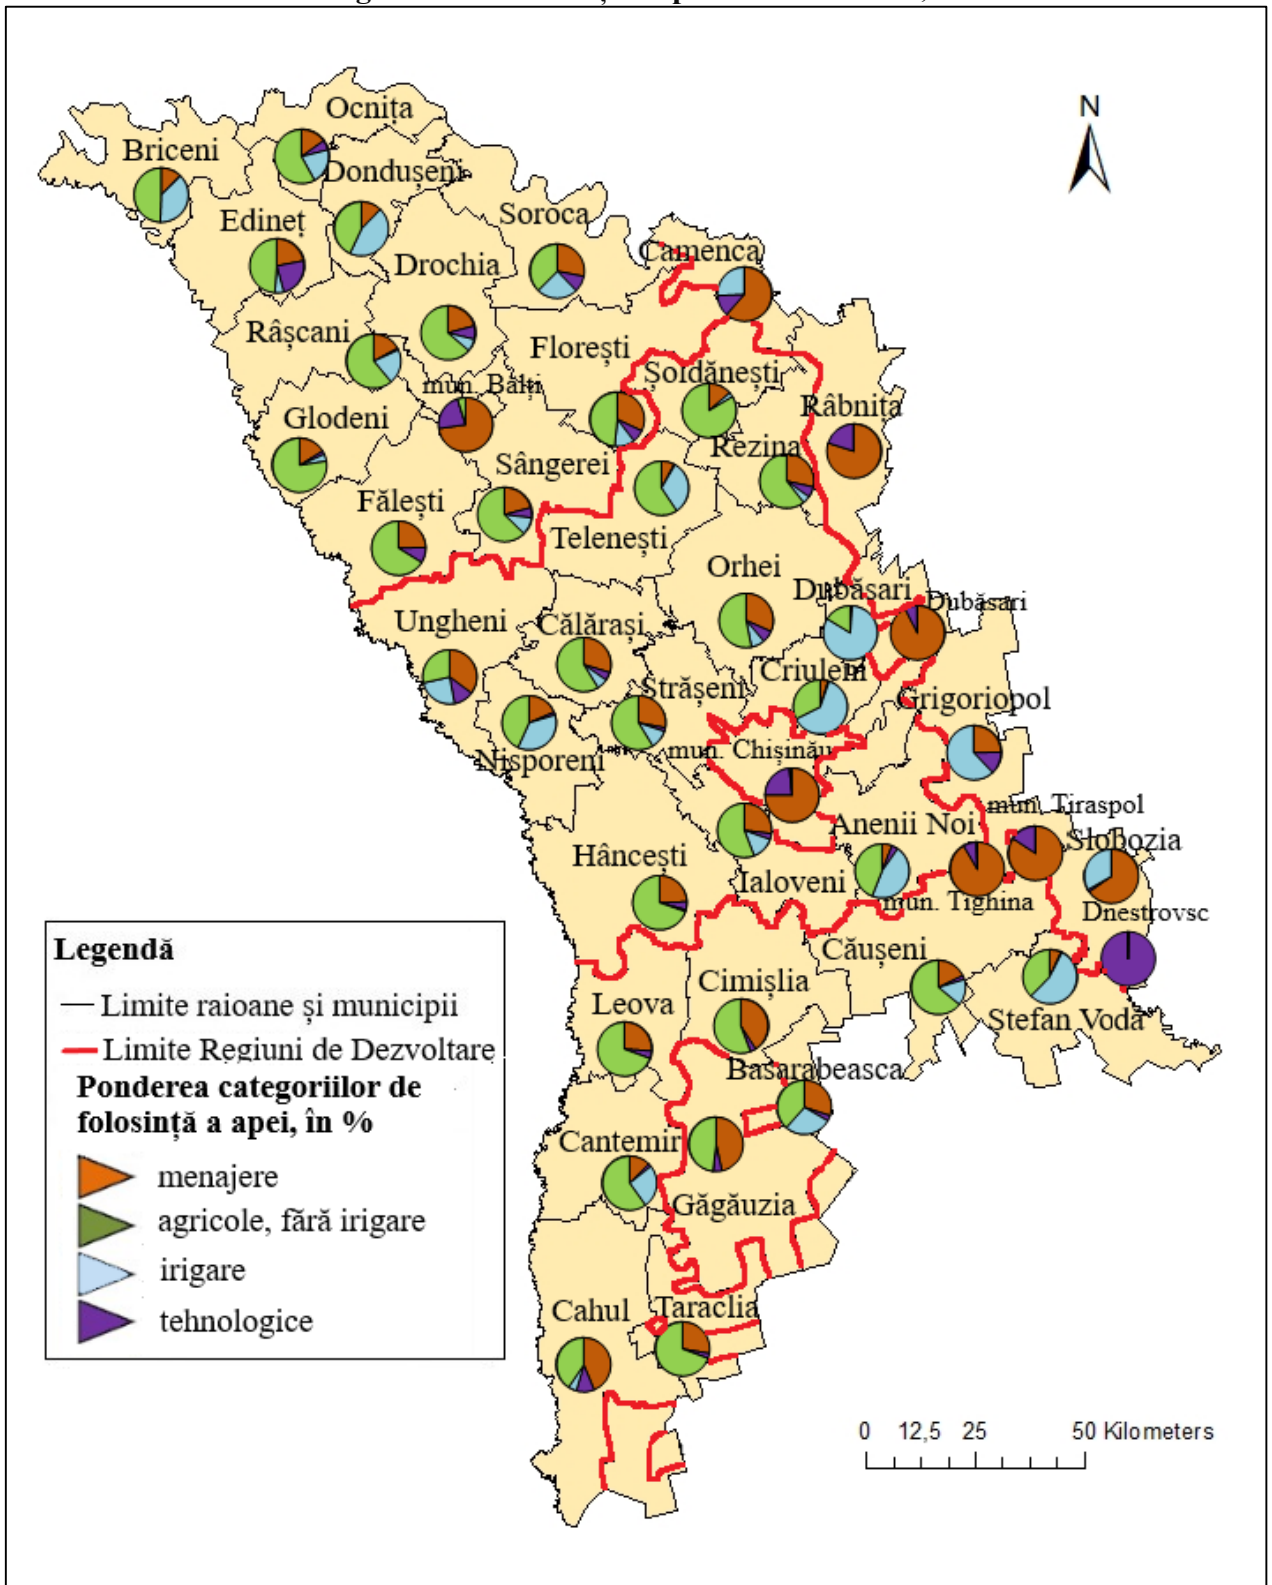 N
Ocnița
Briceni
Dondușeni
Edineț
Soroca
Camenca
Drochia
Râșcani
Florești
Șoldănești
mun. Bălți
Râbnița
Glodeni
Rezina
Sângerei
Fălești
Telenești
Orhei
Dubăsari
Dubăsari
Ungheni
Călărași
Criuleni
Strășeni
Grigoriopol
mun. Chișinău
Nisporeni
mun. Tiraspol
Anenii Noi
Slobozia
Hâncești
Ialoveni
mun. Tighina
Dnestrovsc
Căușeni
Cimișlia
Leova
Ștefan Vodă
Basarabeasca
Cantemir
Găgăuzia
Cahul
Taraclia
Legendă
Limite raioane și municipii
Limite Regiuni de Dezvoltare
Ponderea categoriilor de
folosință a apei, în %
menajere
agricole, fără irigare
irigare
tehnologice
0 12,5 25 50 Kilometers